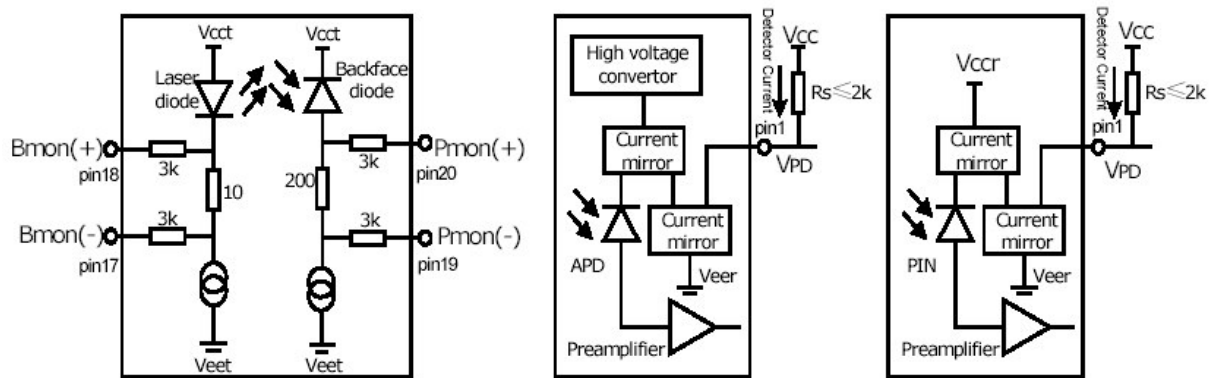 Vcct
Vcct
Laser
diode
Backface
diode
Bmon(+)
pin18
3k
3k
Pmon(+)
pin20
10
200
Bmon(-)
pin17
3k
3k
Pmon(-)
pin19
Veet
Veet
High voltage
convertor
Detector Current
Vcc
Rs≤2k
pin1
VPD
Current
mirror
Current
mirror
APD
Veer
Preamplifier
Vccr
Detector Current
Vcc
Rs≤2k
pin1
VPD
Current
mirror
Current
mirror
PIN
Veer
Preamplifier